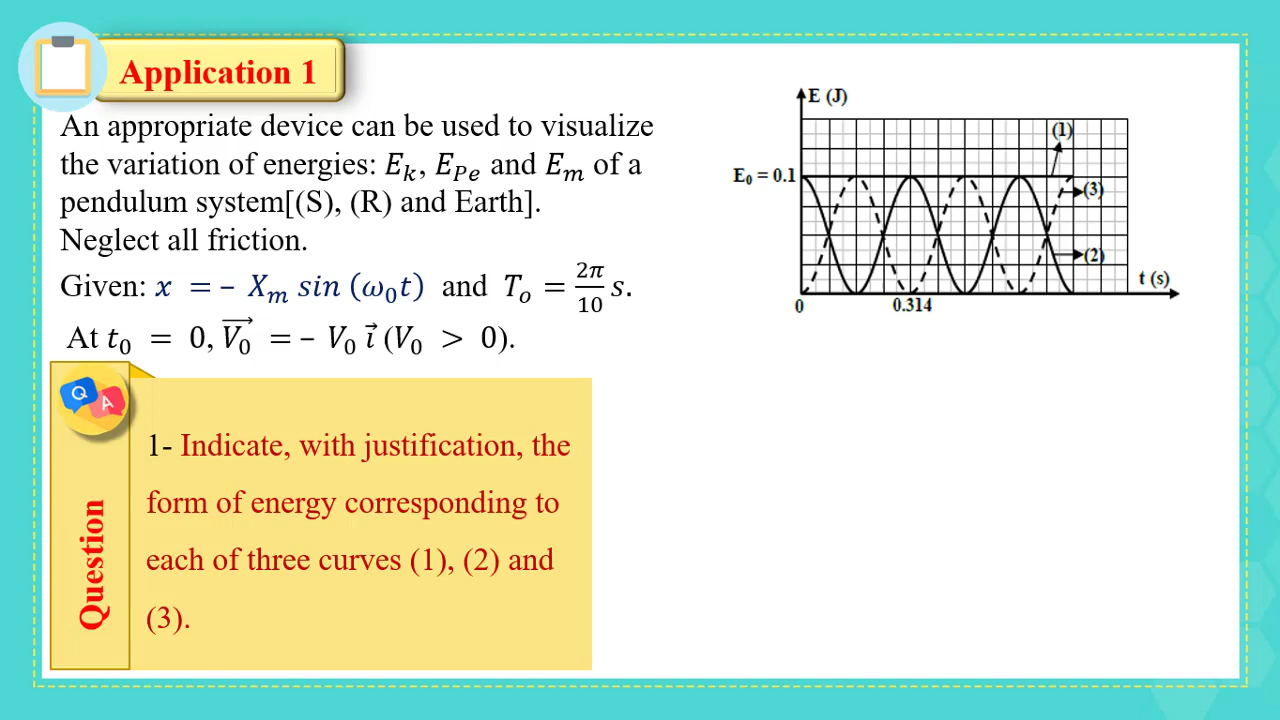 Application 1
An appropriate device can be used to visualize
the variation of energies: Eₖ, E_Pe and Eₘ of a
pendulum system[(S), (R) and Earth].
Neglect all friction.
Given: x = – Xₘ sin (ω₀t) and Tₒ = 2π/10 s.
At t₀ = 0, V₀⃗ = – V₀ i⃗ (V₀ > 0).
E (J)
(1)
E₀ = 0.1
(3)
(2)
t (s)
0
0.314
Q
A
Question
1- Indicate, with justification, the
form of energy corresponding to
each of three curves (1), (2) and
(3).